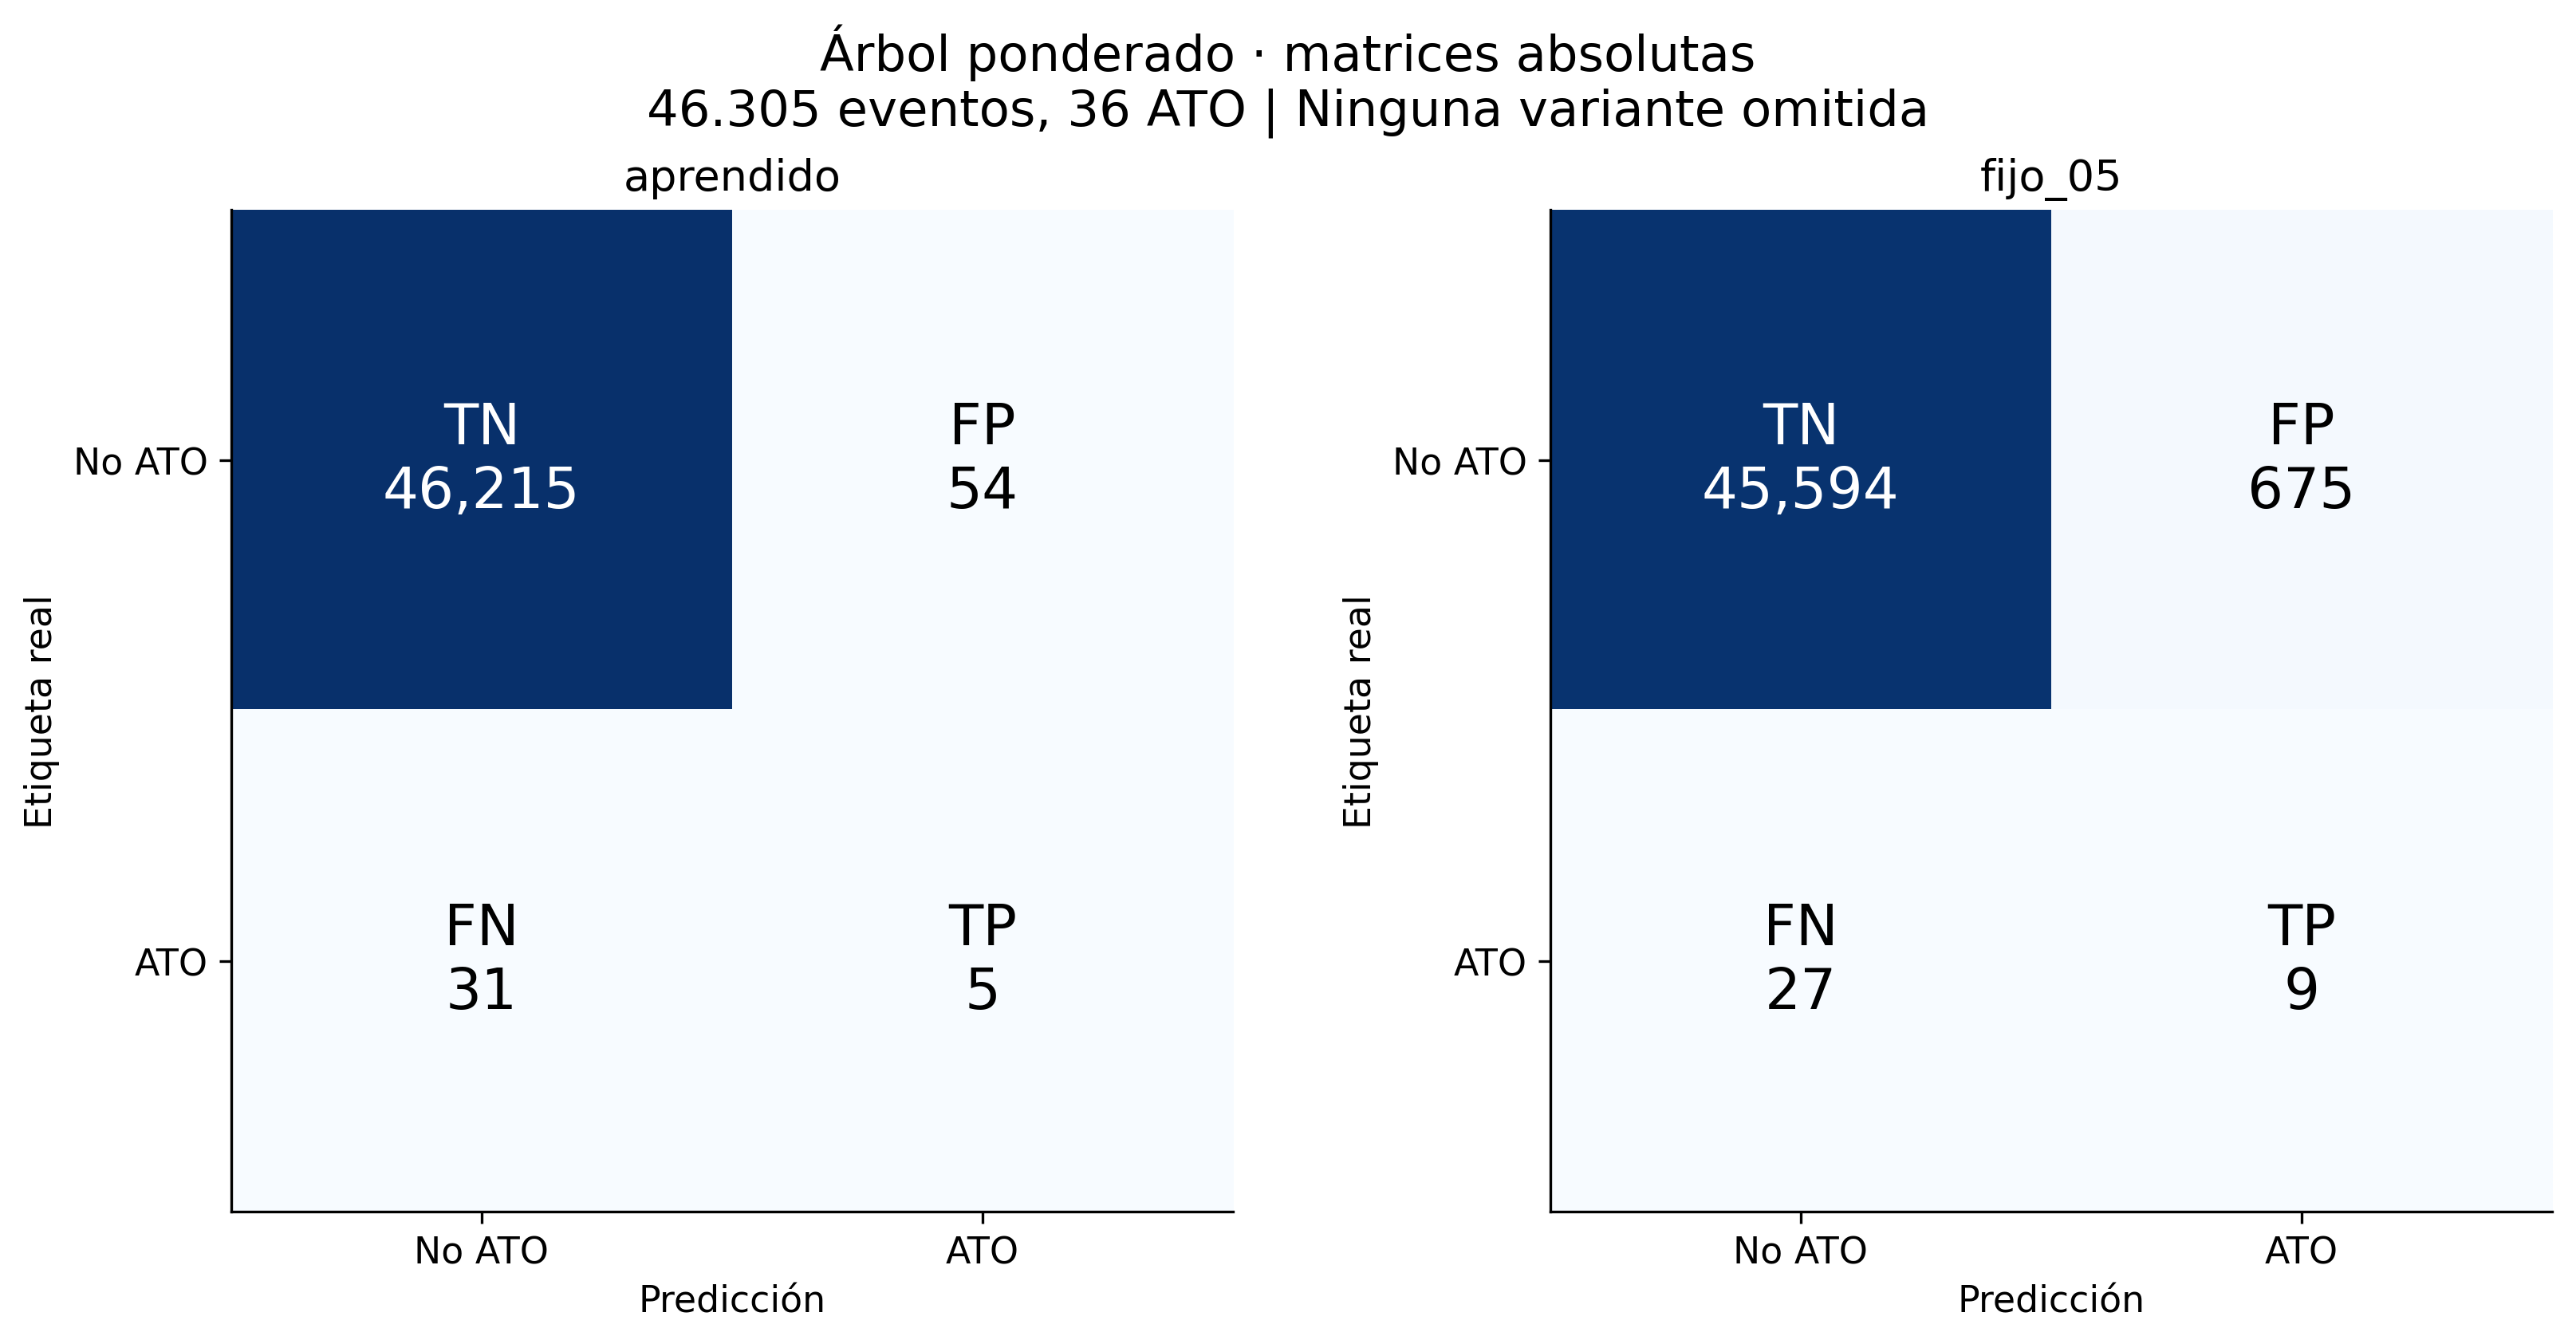 Árbol ponderado · matrices absolutas
46.305 eventos, 36 ATO | Ninguna variante omitida
aprendido
No ATO
ATO
Etiqueta real
TN
46,215
FP
54
FN
31
TP
5
No ATO
ATO
Predicción
fijo_05
No ATO
ATO
Etiqueta real
TN
45,594
FP
675
FN
27
TP
9
No ATO
ATO
Predicción